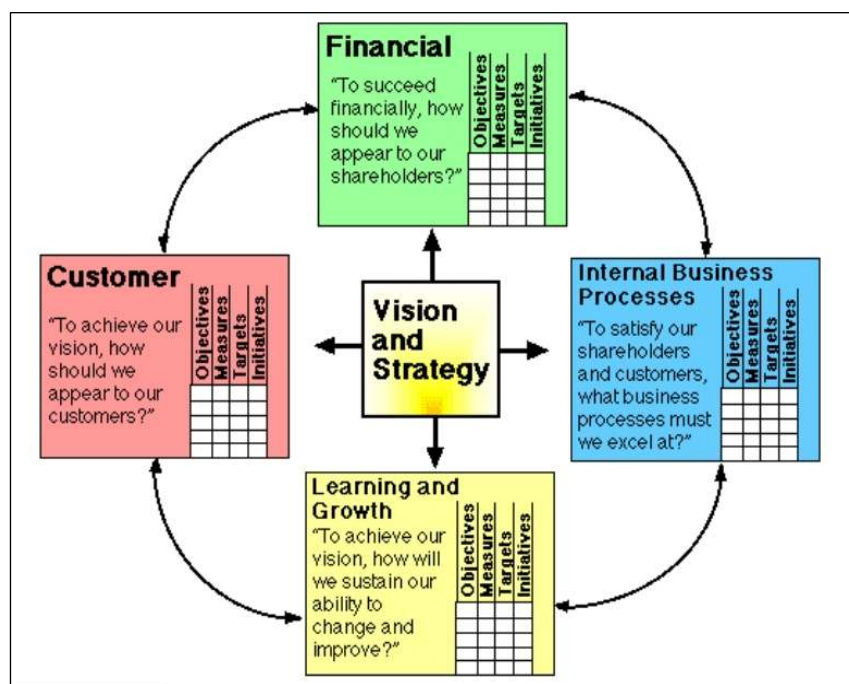 Financial
“To succeed
financially, how
should we
appear to our
shareholders?”
Objectives
Measures
Targets
Initiatives
Customer
“To achieve our
vision, how
should we
appear to our
customers?”
Objectives
Measures
Targets
Initiatives
Vision
and
Strategy
Internal Business
Processes
“To satisfy our
shareholders
and customers,
what business
processes must
we excel at?”
Objectives
Measures
Targets
Initiatives
Learning and
Growth
“To achieve our
vision, how will
we sustain our
ability to
change and
improve?”
Objectives
Measures
Targets
Initiatives